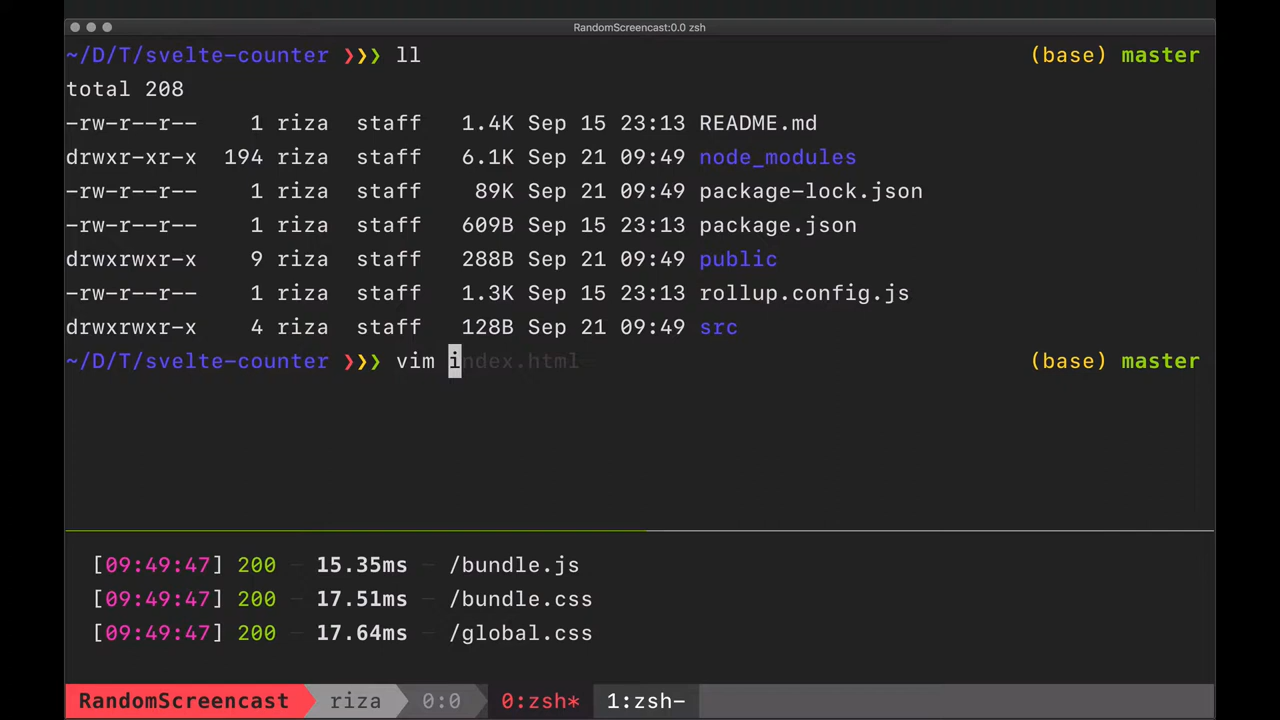 RandomScreencast:0.0 zsh
~/D/T/svelte-counter ❯❯❯ ll (base) master
total 208
-rw-r--r-- 1 riza staff 1.4K Sep 15 23:13 README.md
drwxr-xr-x 194 riza staff 6.1K Sep 21 09:49 node_modules
-rw-r--r-- 1 riza staff 89K Sep 21 09:49 package-lock.json
-rw-r--r-- 1 riza staff 609B Sep 15 23:13 package.json
drwxrwxr-x 9 riza staff 288B Sep 21 09:49 public
-rw-r--r-- 1 riza staff 1.3K Sep 15 23:13 rollup.config.js
drwxrwxr-x 4 riza staff 128B Sep 21 09:49 src
~/D/T/svelte-counter ❯❯❯ vim index.html (base) master
[09:49:47] 200 — 15.35ms — /bundle.js
[09:49:47] 200 — 17.51ms — /bundle.css
[09:49:47] 200 — 17.64ms — /global.css
RandomScreencast riza 0:0 0:zsh* 1:zsh-